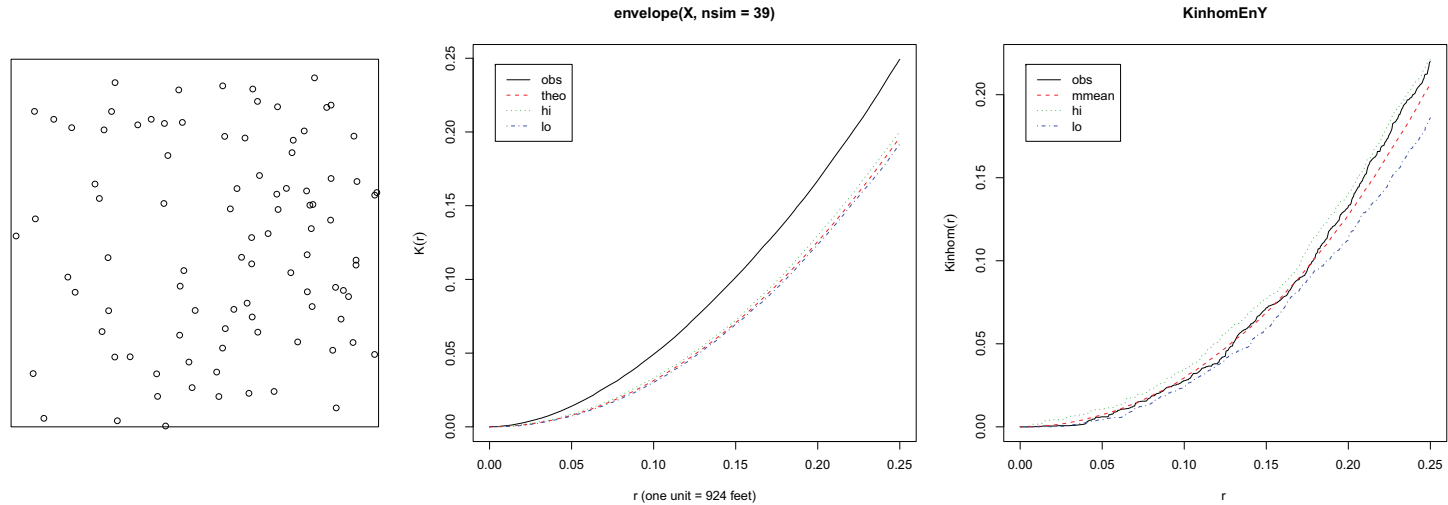 envelope(X, nsim = 39)
K(r)
0.00
0.05
0.10
0.15
0.20
0.25
obs
theo
hi
lo
0.00
0.05
0.10
0.15
0.20
0.25
r (one unit = 924 feet)
KinhomEnY
Kinhom(r)
0.00
0.05
0.10
0.15
0.20
obs
mmean
hi
lo
0.00
0.05
0.10
0.15
0.20
0.25
r